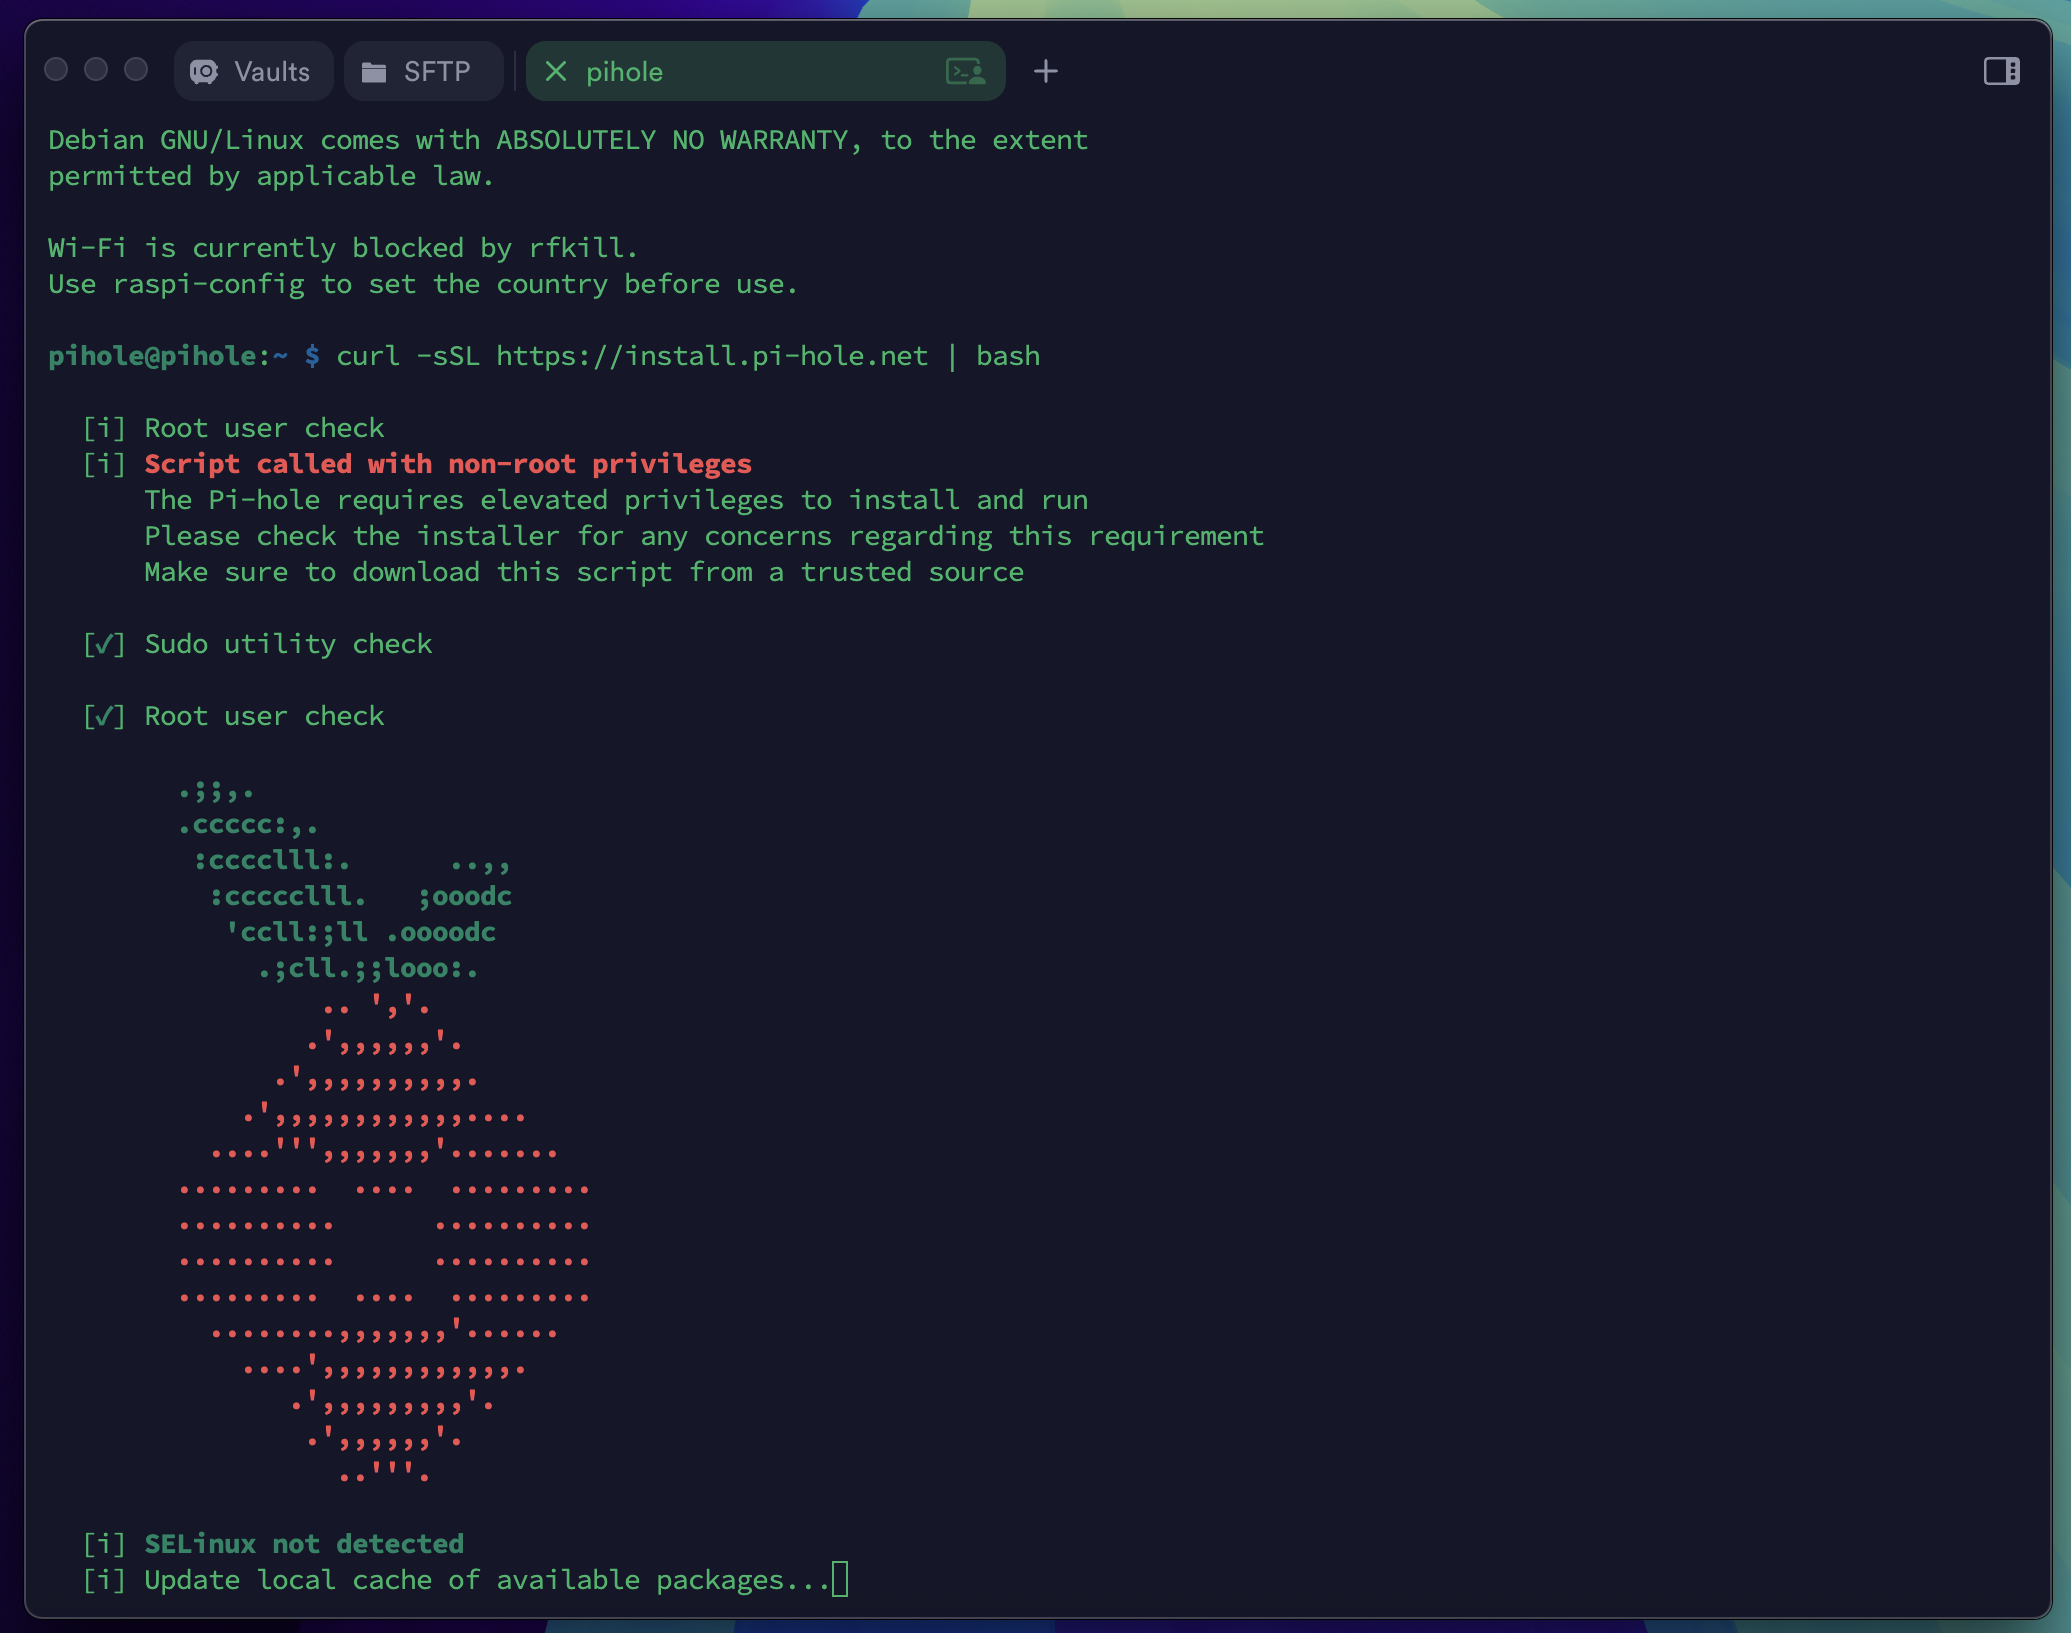 Vaults SFTP pihole
Debian GNU/Linux comes with ABSOLUTELY NO WARRANTY, to the extent
permitted by applicable law.
Wi-Fi is currently blocked by rfkill.
Use raspi-config to set the country before use.
pihole@pihole:~ $ curl -sSL https://install.pi-hole.net | bash
[i] Root user check
[i] Script called with non-root privileges
The Pi-hole requires elevated privileges to install and run
Please check the installer for any concerns regarding this requirement
Make sure to download this script from a trusted source
[✓] Sudo utility check
[✓] Root user check
.;;,.
.ccccc:,.
:cccclll:.      ..,,
:ccccclll.   ;ooodc
'ccll:;ll .oooodc
.;cll.;;looo:.
.. ','.
.',,,,,,'.
.',,,,,,,,,,.
.',,,,,,,,,,,,....
....''',,,,,,,'.......
.........  ....  .........
..........      ..........
..........      ..........
.........  ....  .........
........,,,,,,,'......
....',,,,,,,,,,,,.
.',,,,,,,,,'.
.',,,,,,'.
..'''.
[i] SELinux not detected
[i] Update local cache of available packages...